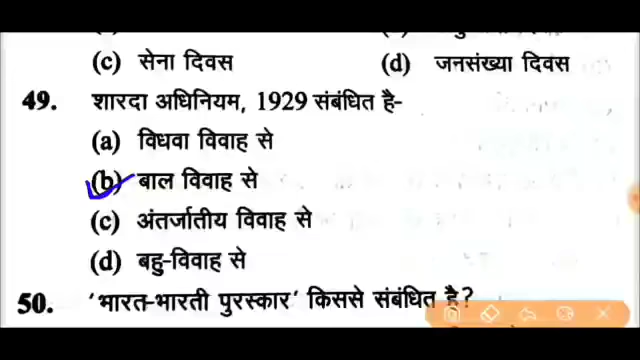 (c) सेना दिवस (d) जनसंख्या दिवस
49. शारदा अधिनियम, 1929 संबंधित है-
(a) विधवा विवाह से
(b) बाल विवाह से
(c) अंतर्जातीय विवाह से
(d) बहु-विवाह से
50. 'भारत-भारती पुरस्कार' किससे संबंधित है?